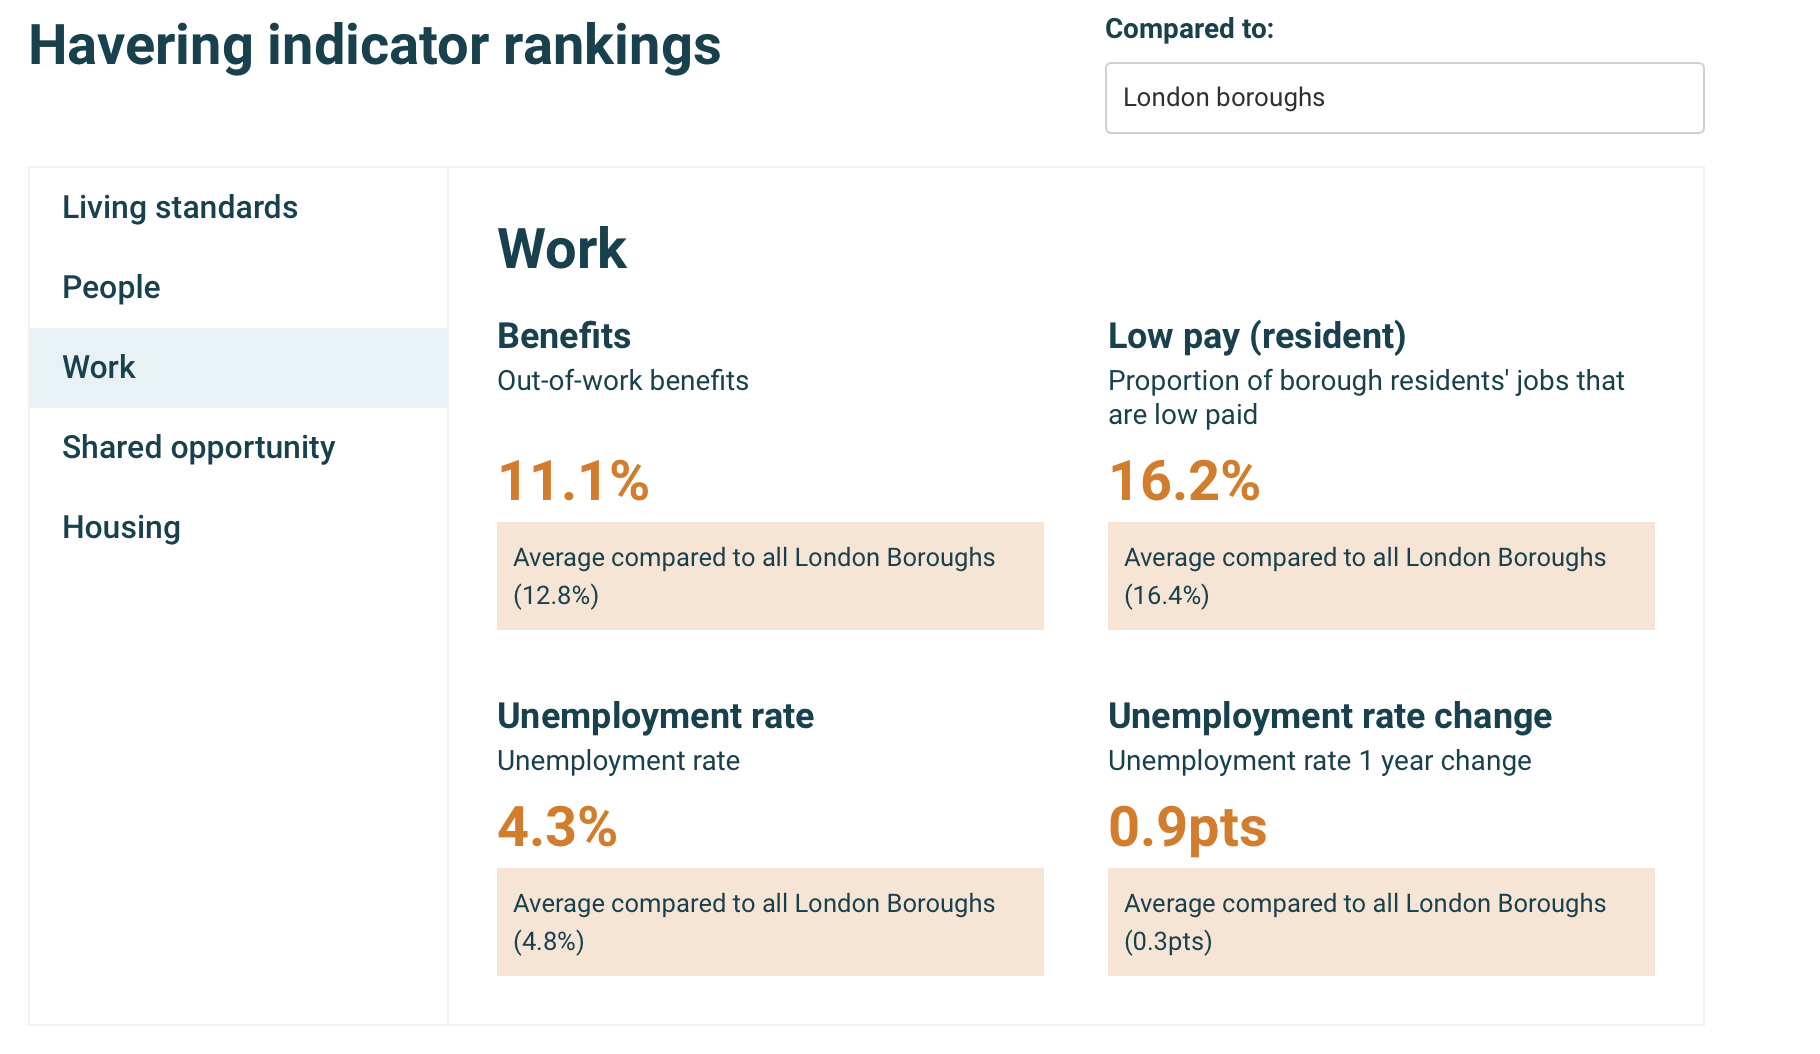 Havering indicator rankings
Compared to:
London boroughs
Living standards
People
Work
Shared opportunity
Housing
Work
Benefits
Out-of-work benefits
11.1%
Average compared to all London Boroughs
(12.8%)
Low pay (resident)
Proportion of borough residents' jobs that
are low paid
16.2%
Average compared to all London Boroughs
(16.4%)
Unemployment rate
Unemployment rate
4.3%
Average compared to all London Boroughs
(4.8%)
Unemployment rate change
Unemployment rate 1 year change
0.9pts
Average compared to all London Boroughs
(0.3pts)